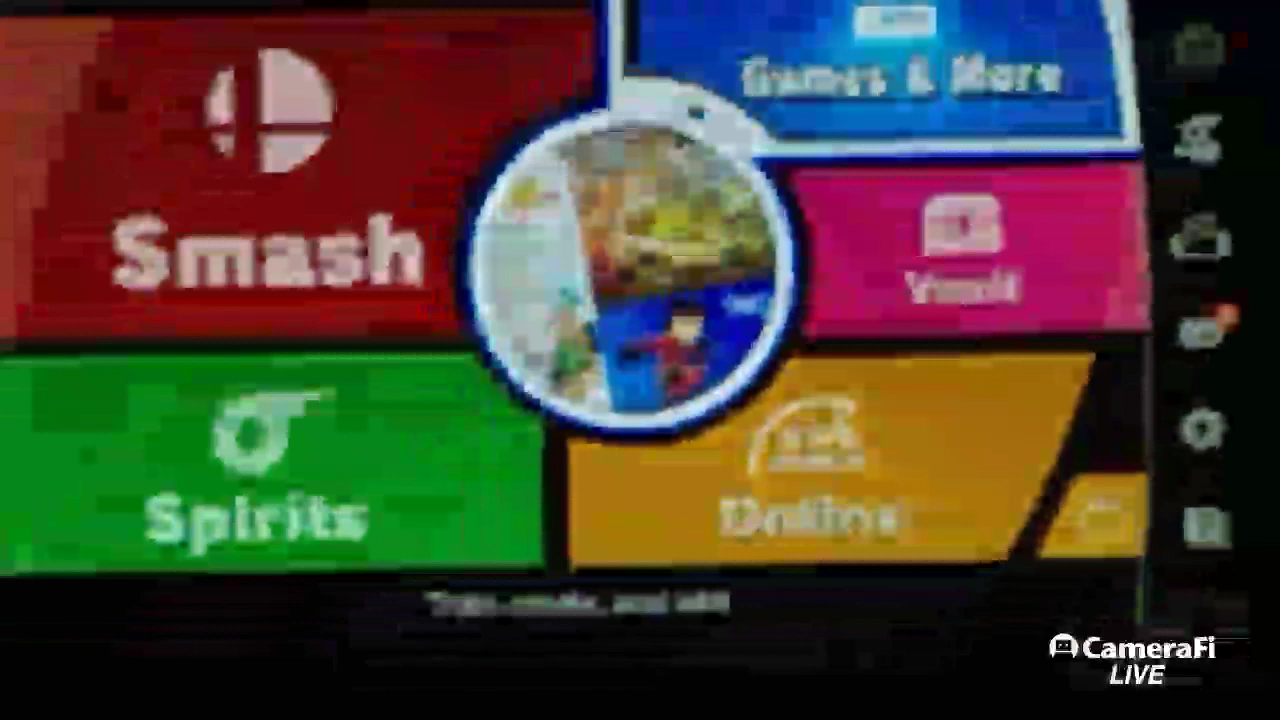 Games & More
Smash
Vault
Spirits
Online
CameraFi
LIVE